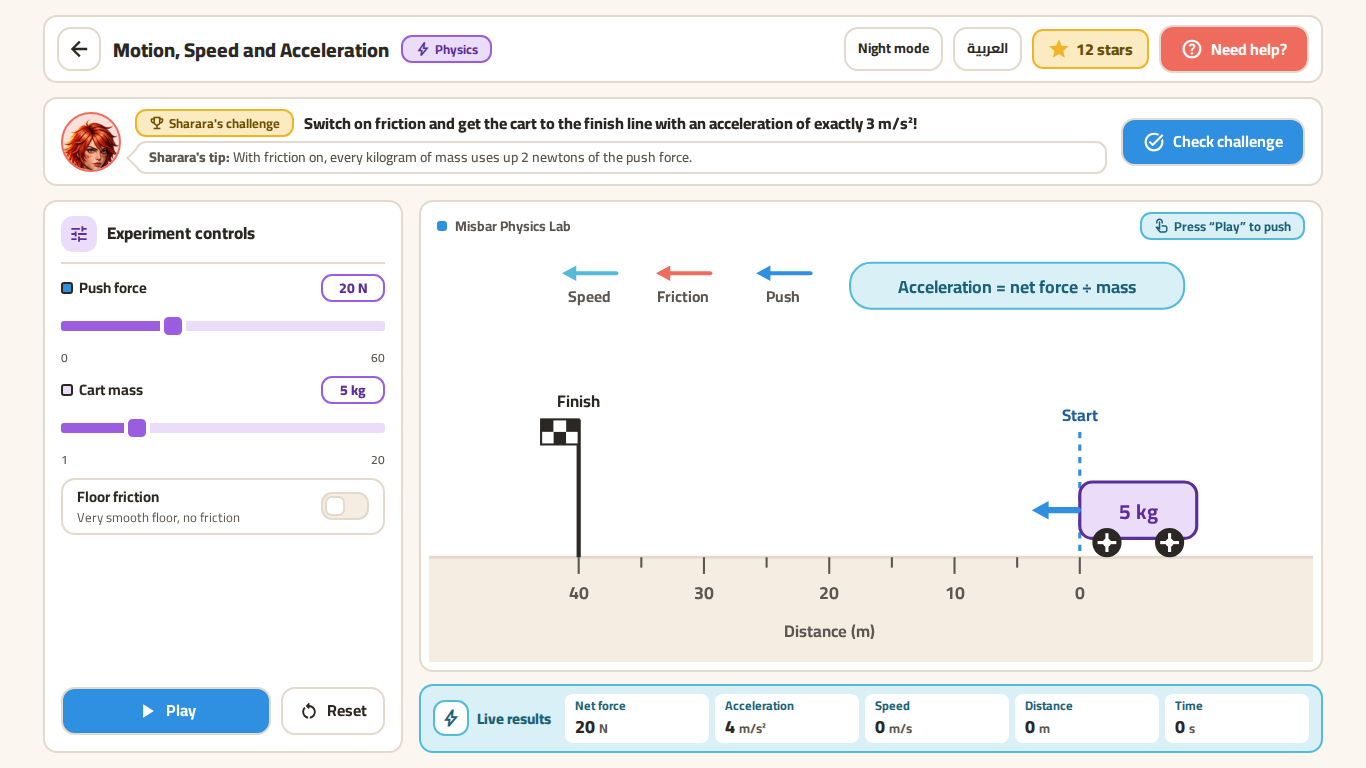 Motion, Speed and Acceleration
Physics
Night mode
العربية
12 stars
Need help?
Sharara's challenge
Switch on friction and get the cart to the finish line with an acceleration of exactly 3 m/s²!
Sharara's tip: With friction on, every kilogram of mass uses up 2 newtons of the push force.
Check challenge
Experiment controls
Push force
20 N
0
60
Cart mass
5 kg
1
20
Floor friction
Very smooth floor, no friction
Play
Reset
Misbar Physics Lab
Press "Play" to push
Speed
Friction
Push
Acceleration = net force ÷ mass
Finish
Start
5 kg
40
30
20
10
0
Distance (m)
Live results
Net force
20 N
Acceleration
4 m/s²
Speed
0 m/s
Distance
0 m
Time
0 s